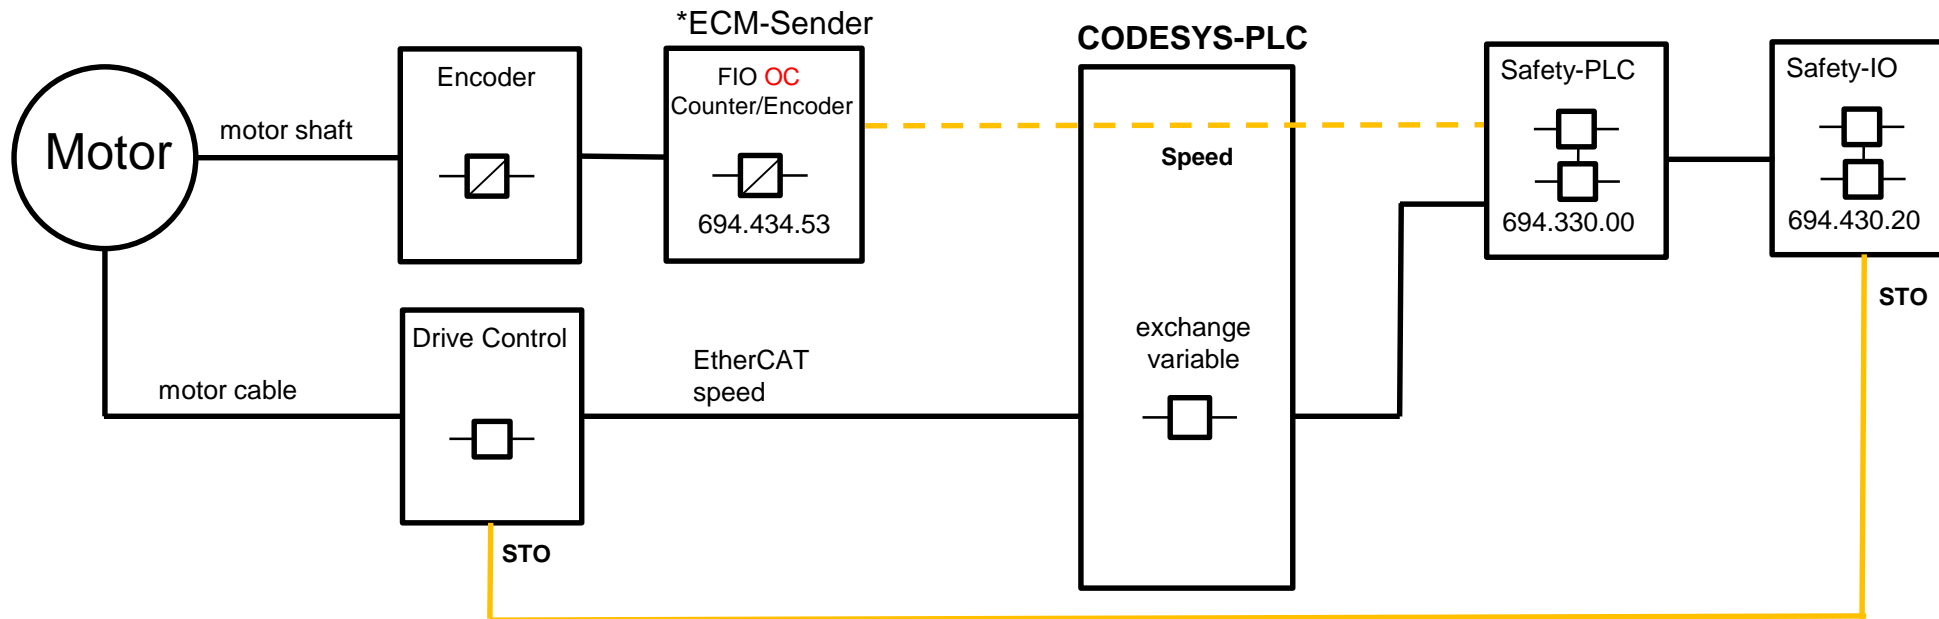 *ECM-Sender
CODESYS-PLC
Motor
motor shaft
Encoder
FIO OC
Counter/Encoder
694.434.53
Speed
Safety-PLC
694.330.00
Safety-IO
694.430.20
STO
motor cable
Drive Control
STO
EtherCAT
speed
exchange
variable